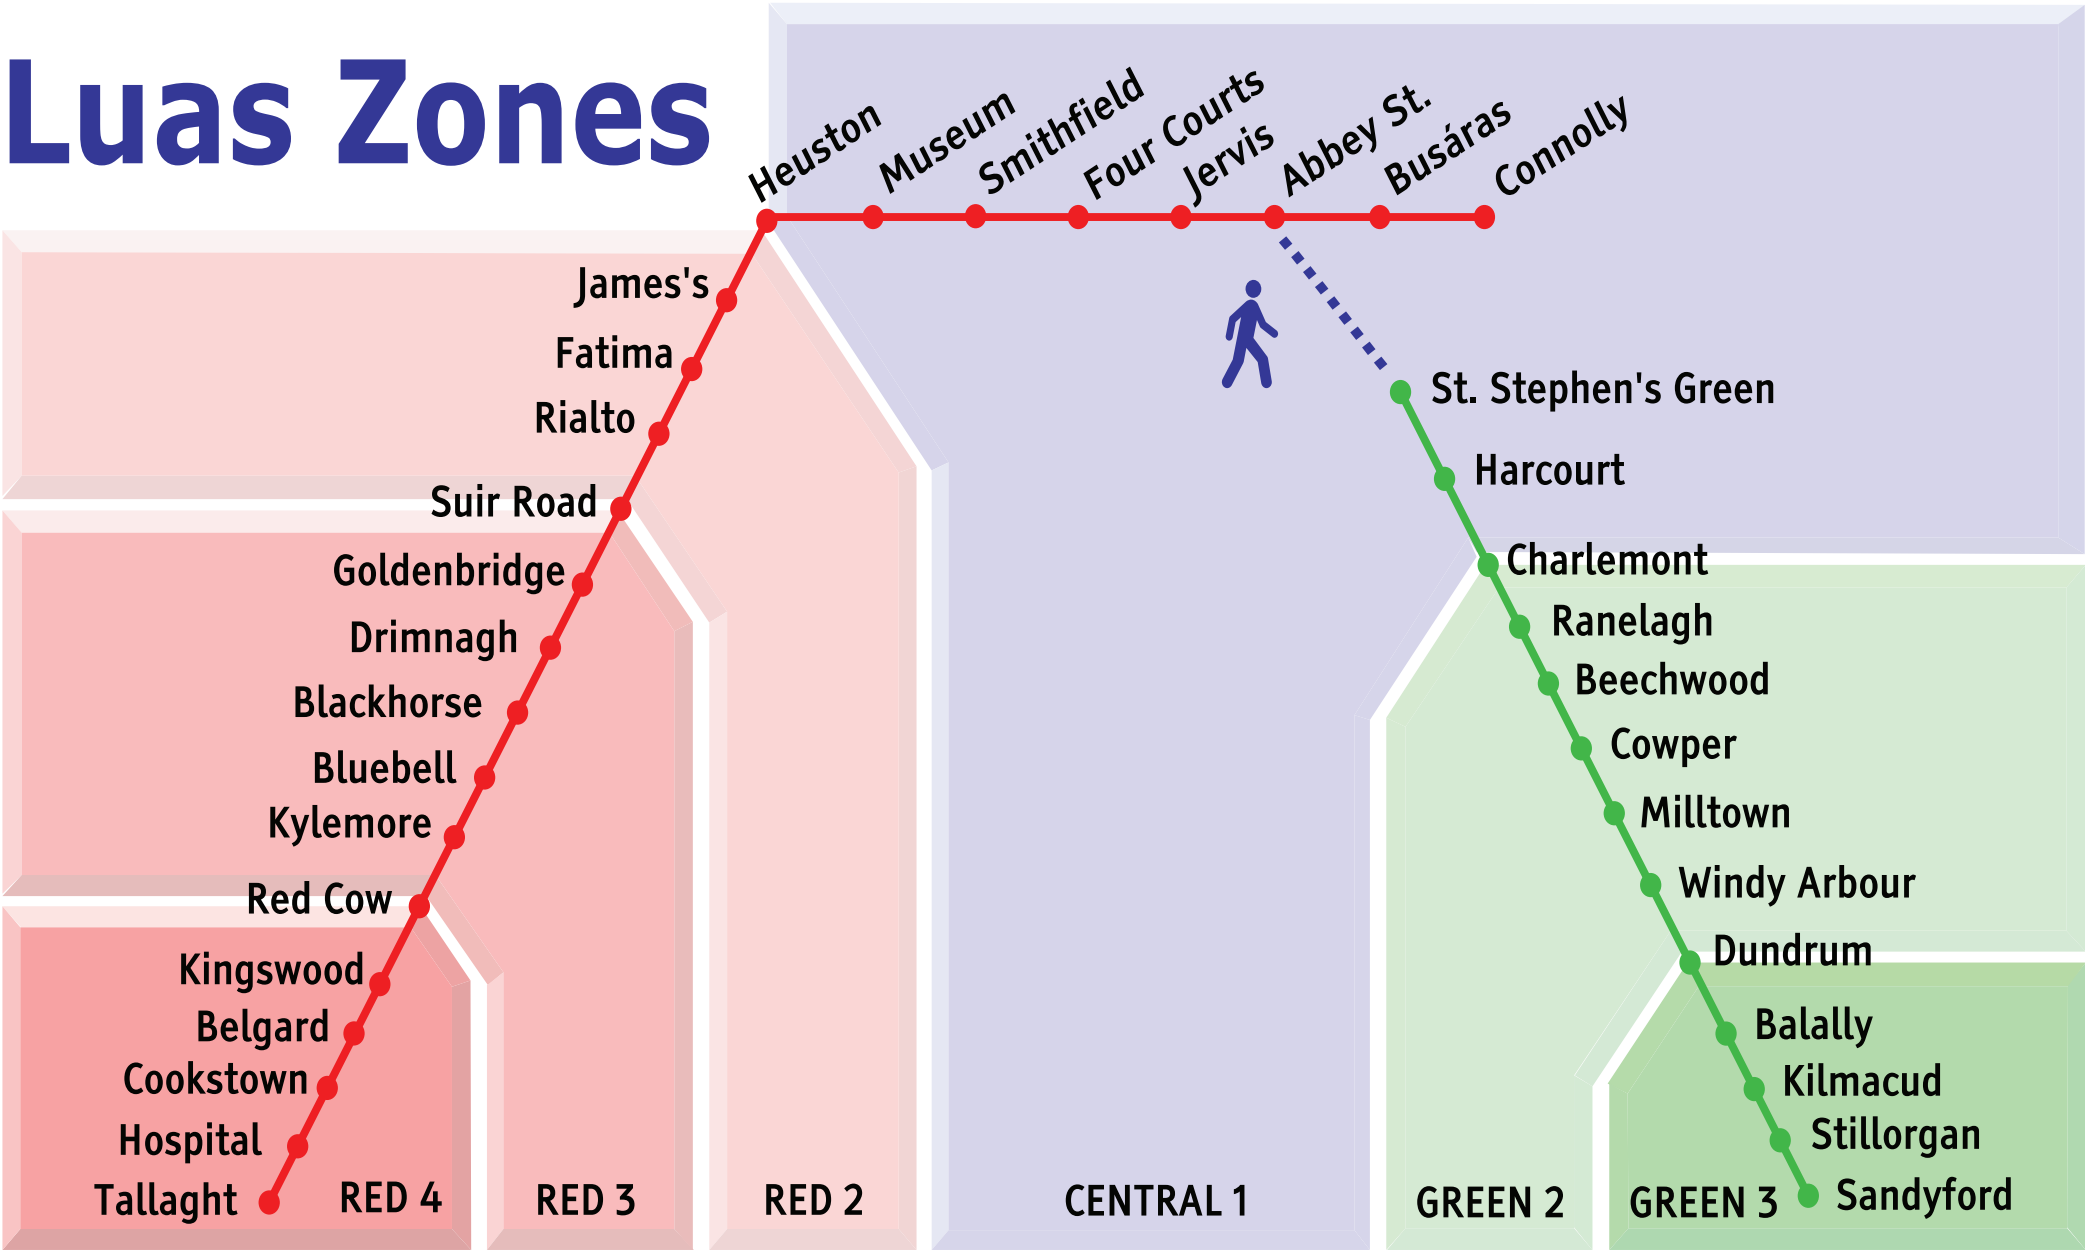 Luas Zones
Heuston
Museum
Smithfield
Four Courts
Jervis
Abbey St.
Busáras
Connolly
James's
Fatima
Rialto
Suir Road
Goldenbridge
Drimnagh
Blackhorse
Bluebell
Kylemore
Red Cow
Kingswood
Belgard
Cookstown
Hospital
Tallaght
St. Stephen's Green
Harcourt
Charlemont
Ranelagh
Beechwood
Cowper
Milltown
Windy Arbour
Dundrum
Balally
Kilmacud
Stillorgan
Sandyford
RED 4
RED 3
RED 2
CENTRAL 1
GREEN 2
GREEN 3